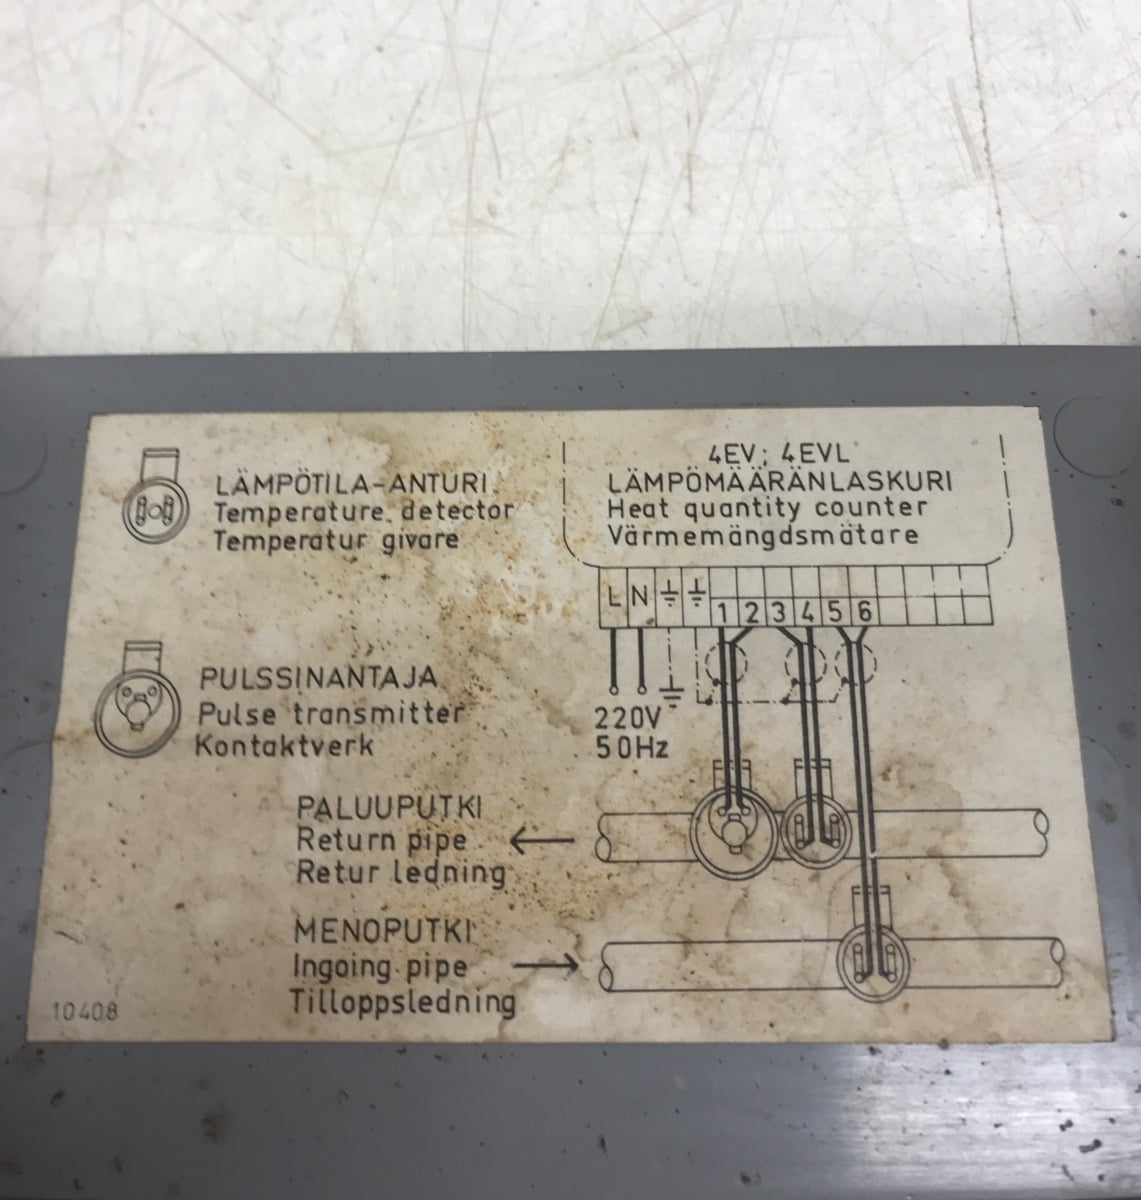 LÄMPÖTILA-ANTURI
Temperature detector
Temperatur givare
4EV; 4EVL
LÄMPÖMÄÄRÄNLASKURI
Heat quantity counter
Värmemängdsmätare
L N
1 2 3 4 5 6
PULSSINANTAJA
Pulse transmitter
Kontaktverk
220V
50Hz
PALUUPUTKI
Return pipe
Retur ledning
MENOPUTKI
Ingoing pipe
Tilloppsledning
10408